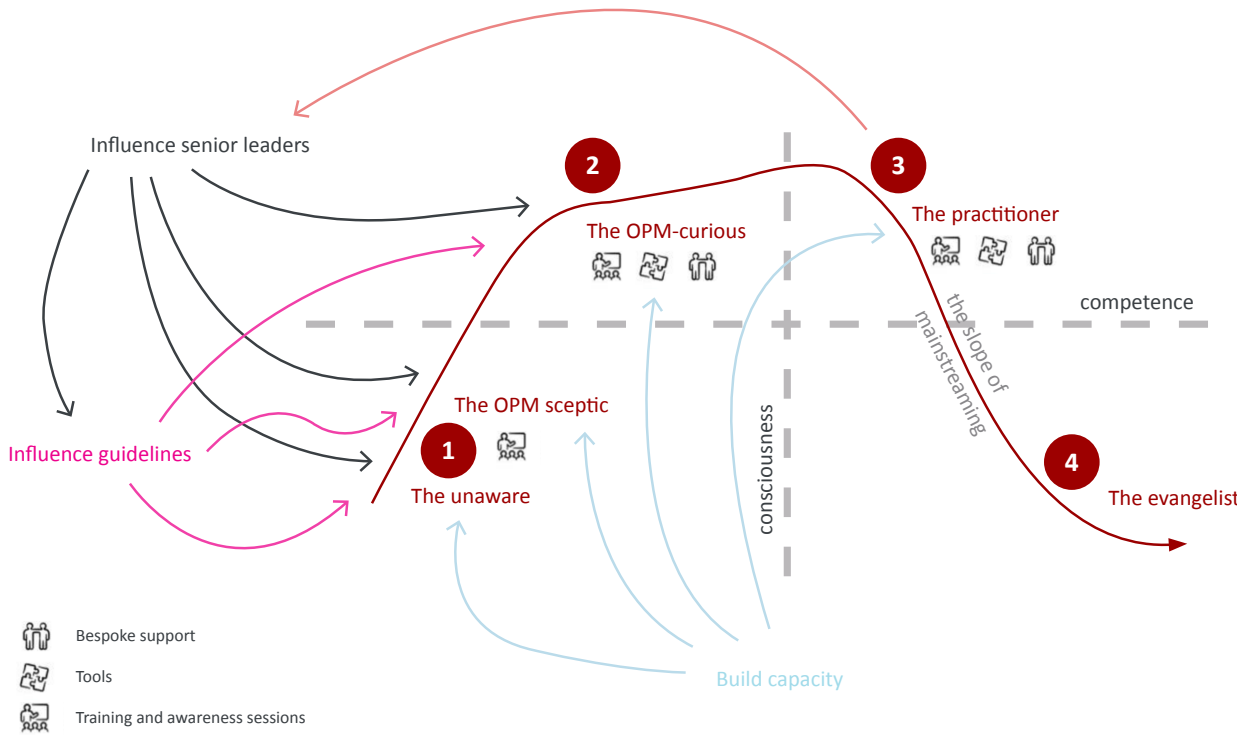 Influence senior leaders
2
3
The practitioner
The OPM-curious
competence
the slope of
mainstreaming
The OPM sceptic
1
Influence guidelines
4
The unaware
The evangelist
consciousness
Bespoke support
Tools
Build capacity
Training and awareness sessions